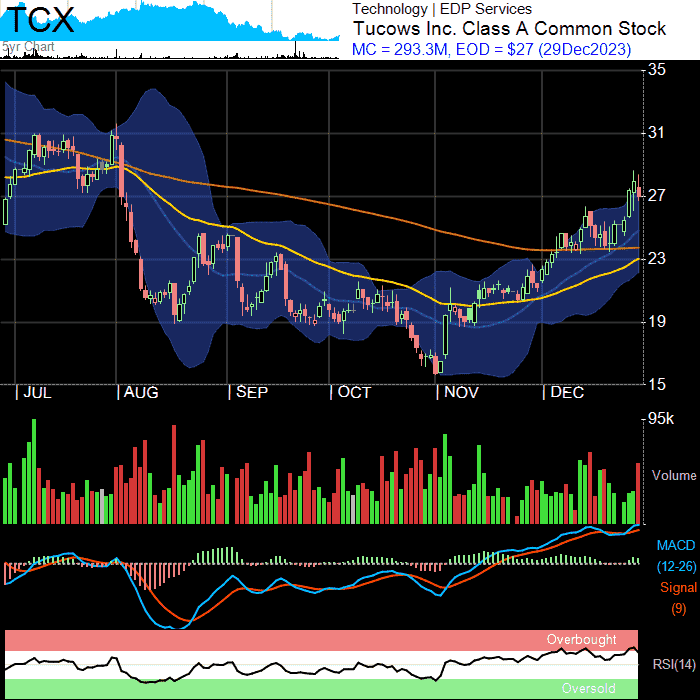 TCX
5yr Chart
Technology | EDP Services
Tucows Inc. Class A Common Stock
MC = 293.3M, EOD = $27 (29Dec2023)
35
31
27
23
19
15
JUL AUG SEP OCT NOV DEC
95k
Volume
MACD
(12-26)
Signal
(9)
Overbought
RSI(14)
Oversold